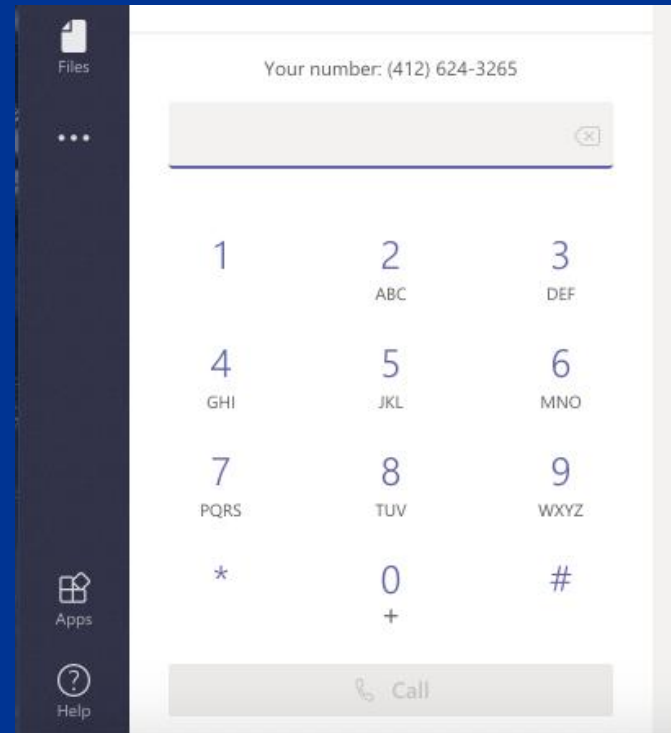 Files
Your number: (412) 624-3265
1 2 3
ABC DEF
4 5 6
GHI JKL MNO
7 8 9
PQRS TUV WXYZ
* 0 #
+
Apps
Call
Help